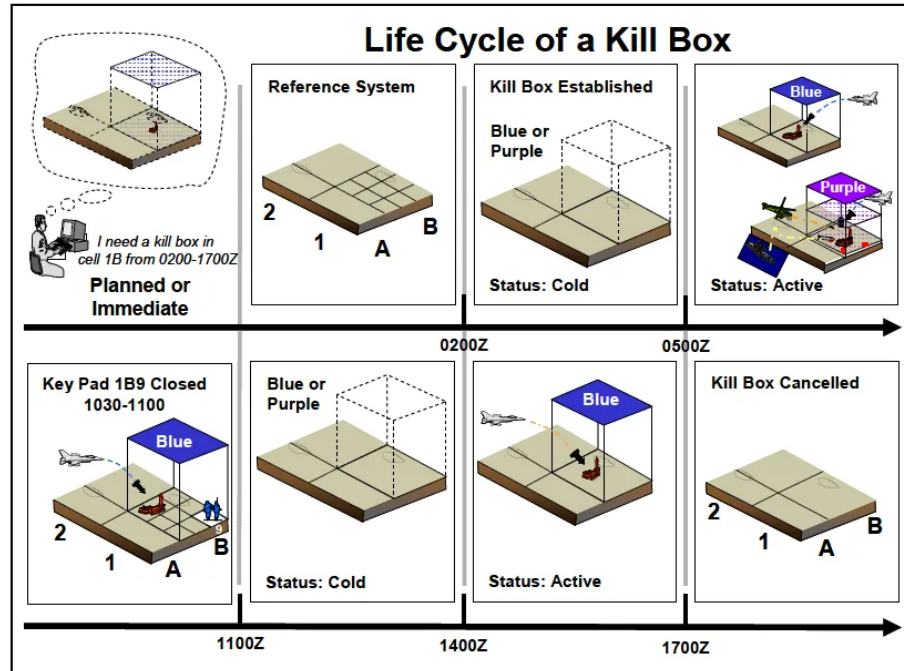 Life Cycle of a Kill Box
I need a kill box in
cell 1B from 0200-1700Z
Planned or
Immediate
Reference System
2
1
A
B
Kill Box Established
Blue or
Purple
Status: Cold
Blue
Purple
Status: Active
0200Z
0500Z
Key Pad 1B9 Closed
1030-1100
Blue
2
1
A
B
9
Blue or
Purple
Status: Cold
Blue
Status: Active
Kill Box Cancelled
2
1
A
B
1100Z
1400Z
1700Z